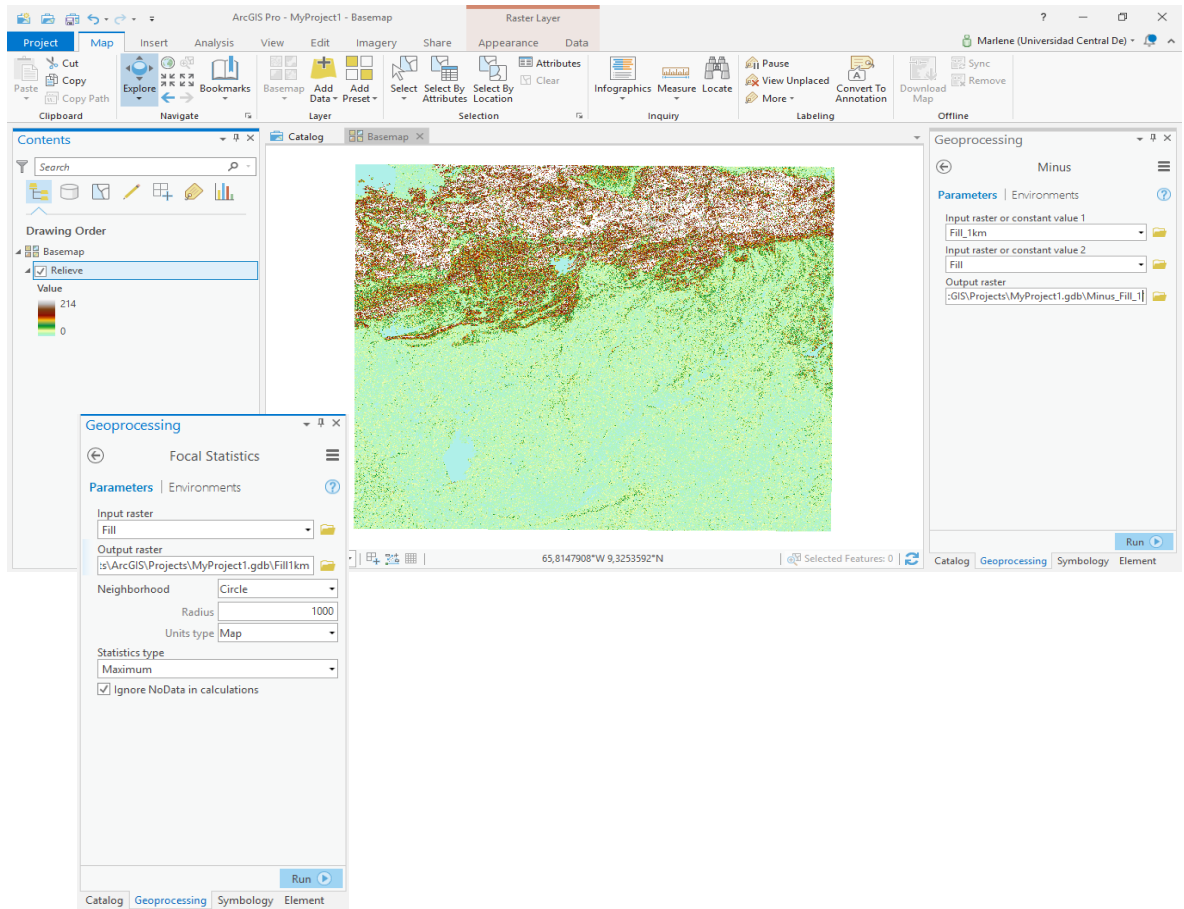 ArcGIS Pro - MyProject1 - Basemap
Raster Layer
?
Project Map Insert Analysis View Edit Imagery Share Appearance Data
Marlene (Universidad Central De)
Paste
Cut
Copy
Copy Path
Clipboard
Explore
Bookmarks
Navigate
Basemap
Add Data
Add Preset
Layer
Select
Select By Attributes
Select By Location
Attributes
Clear
Selection
Infographics
Measure
Locate
Inquiry
Pause
View Unplaced
More
Convert To Annotation
Labeling
Download Map
Sync
Remove
Offline
Contents
Search
Drawing Order
Basemap
Relieve
Value
214
0
Catalog
Basemap
65,8147908°W 9,3253592°N
Selected Features: 0
Geoprocessing
Minus
Parameters | Environments
?
Input raster or constant value 1
Fill_1km
Input raster or constant value 2
Fill
Output raster
:GIS\Projects\MyProject1.gdb\Minus_Fill_1
Run
Catalog Geoprocessing Symbology Element
Geoprocessing
Focal Statistics
Parameters | Environments
?
Input raster
Fill
Output raster
:s\ArcGIS\Projects\MyProject1.gdb\Fill1km
Neighborhood Circle
Radius 1000
Units type Map
Statistics type
Maximum
Ignore NoData in calculations
Run
Catalog Geoprocessing Symbology Element